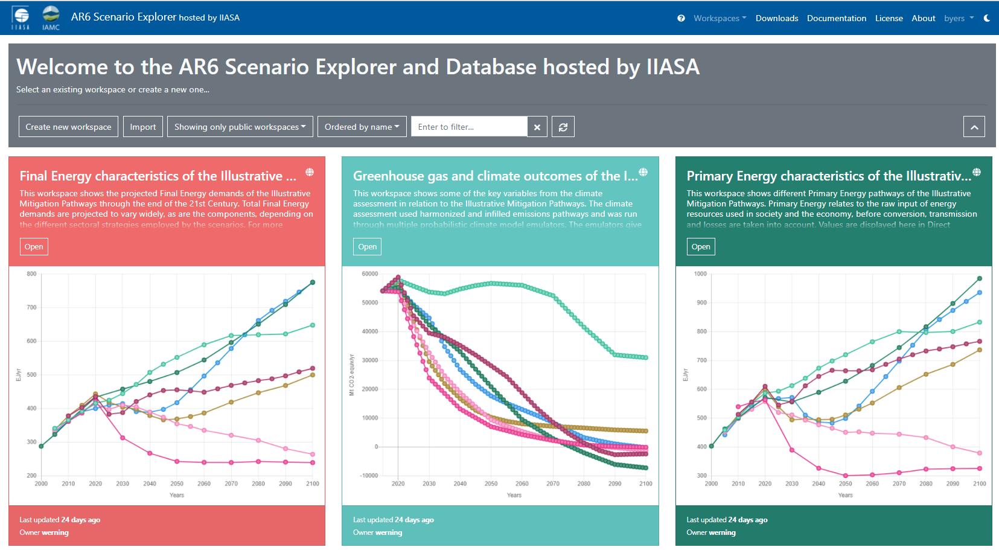 IIASA
IAMC
AR6 Scenario Explorer hosted by IIASA
Workspaces
Downloads
Documentation
License
About
byers
Welcome to the AR6 Scenario Explorer and Database hosted by IIASA
Select an existing workspace or create a new one...
Create new workspace
Import
Showing only public workspaces
Ordered by name
Enter to filter...
Final Energy characteristics of the Illustrative ...
This workspace shows the projected Final Energy demands of the Illustrative
Mitigation Pathways through the end of the 21st Century. Total Final Energy
demands are projected to vary widely, as are the components, depending on
the different sectoral strategies employed by the scenarios. For more
Open
800
700
600
500
400
300
200
EJ/yr
2000 2010 2020 2030 2040 2050 2060 2070 2080 2090 2100
Years
Last updated 24 days ago
Owner werning
Greenhouse gas and climate outcomes of the I...
This workspace shows some of the key variables from the climate
assessment in relation to the Illustrative Mitigation Pathways. The climate
assessment used harmonized and infilled emissions pathways and was run
through multiple probabilistic climate model emulators. The emulators give
Open
60000
50000
40000
30000
20000
10000
0
-10000
Mt CO2-equiv/yr
2020 2030 2040 2050 2060 2070 2080 2090 2100
Years
Last updated 24 days ago
Owner werning
Primary Energy characteristics of the Illustrativ...
This workspace shows different Primary Energy pathways of the Illustrative
Mitigation Pathways. Primary Energy relates to the raw input of energy
resources used in society and the economy, before conversion, transmission
and losses are taken into account. Values are displayed here in Direct
Open
1000
900
800
700
600
500
400
300
EJ/yr
2000 2010 2020 2030 2040 2050 2060 2070 2080 2090 2100
Years
Last updated 24 days ago
Owner werning